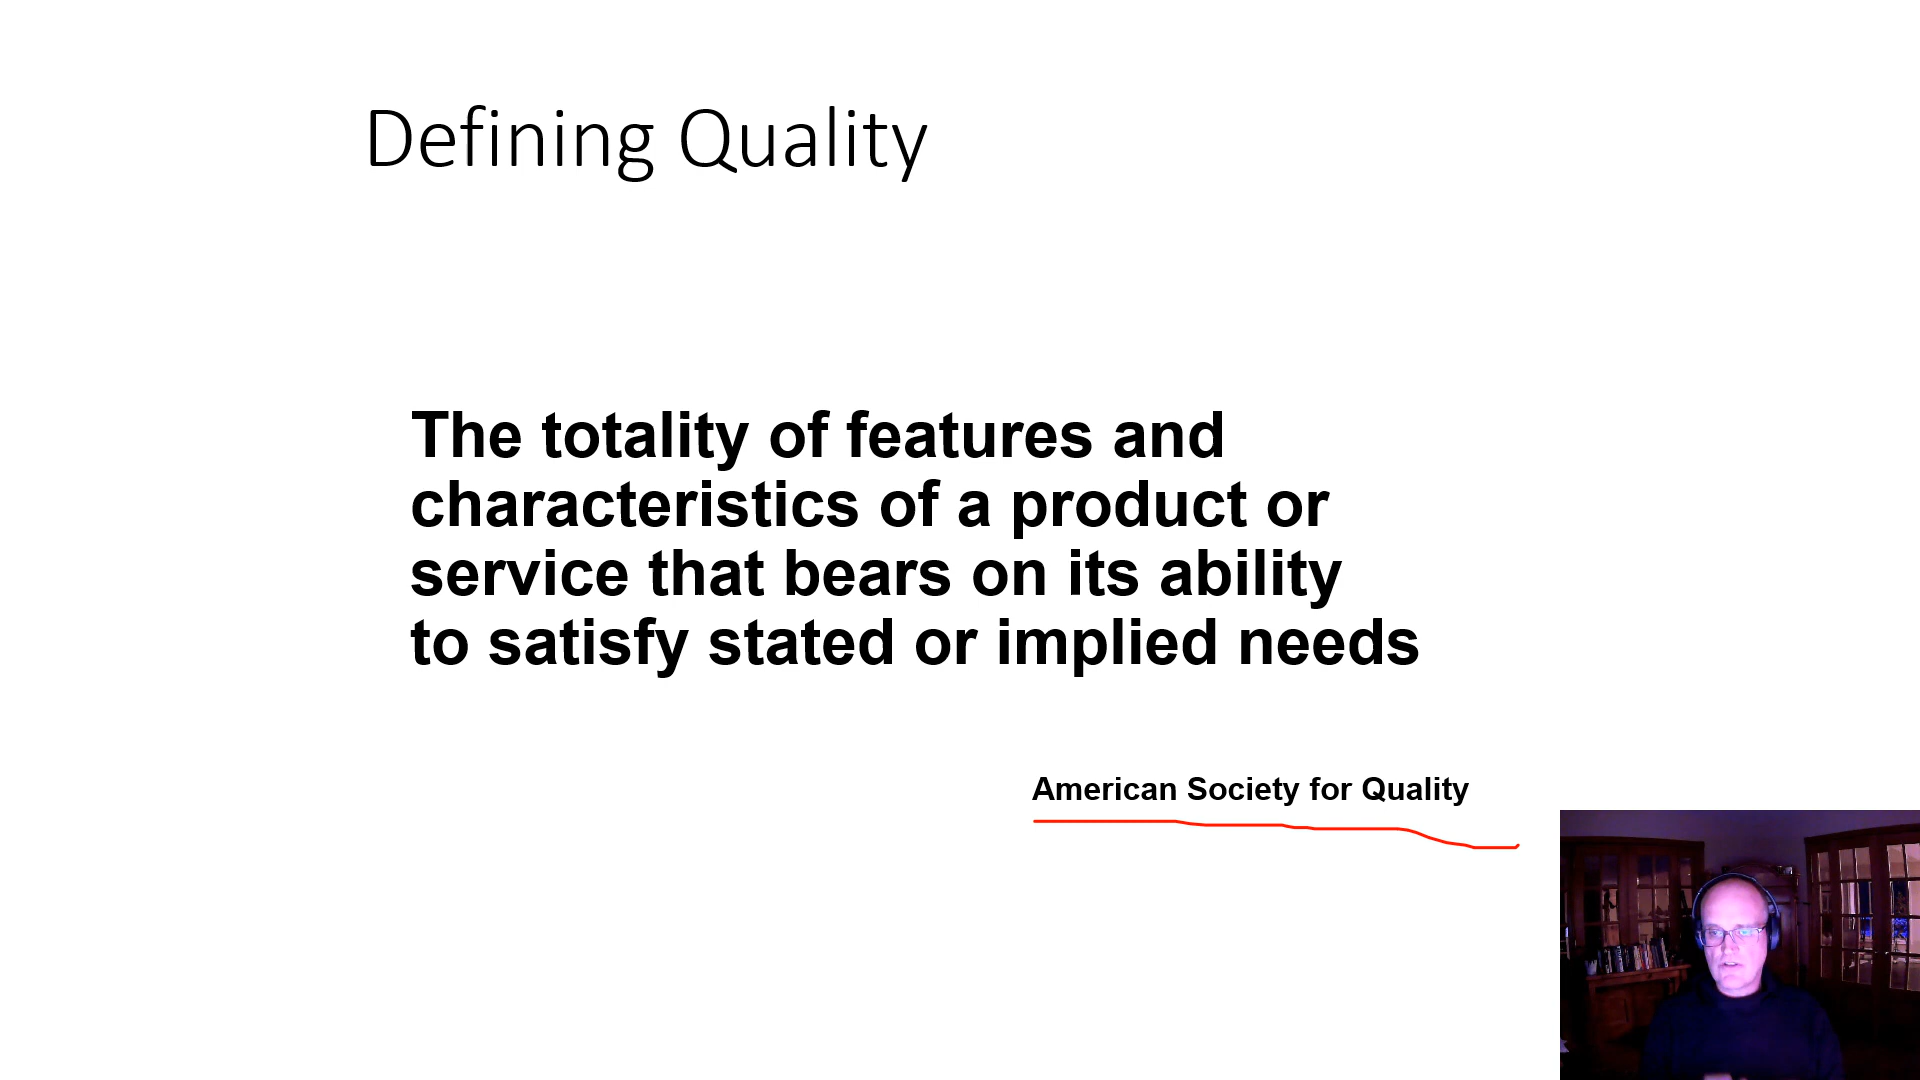 Defining Quality
The totality of features and
characteristics of a product or
service that bears on its ability
to satisfy stated or implied needs
American Society for Quality